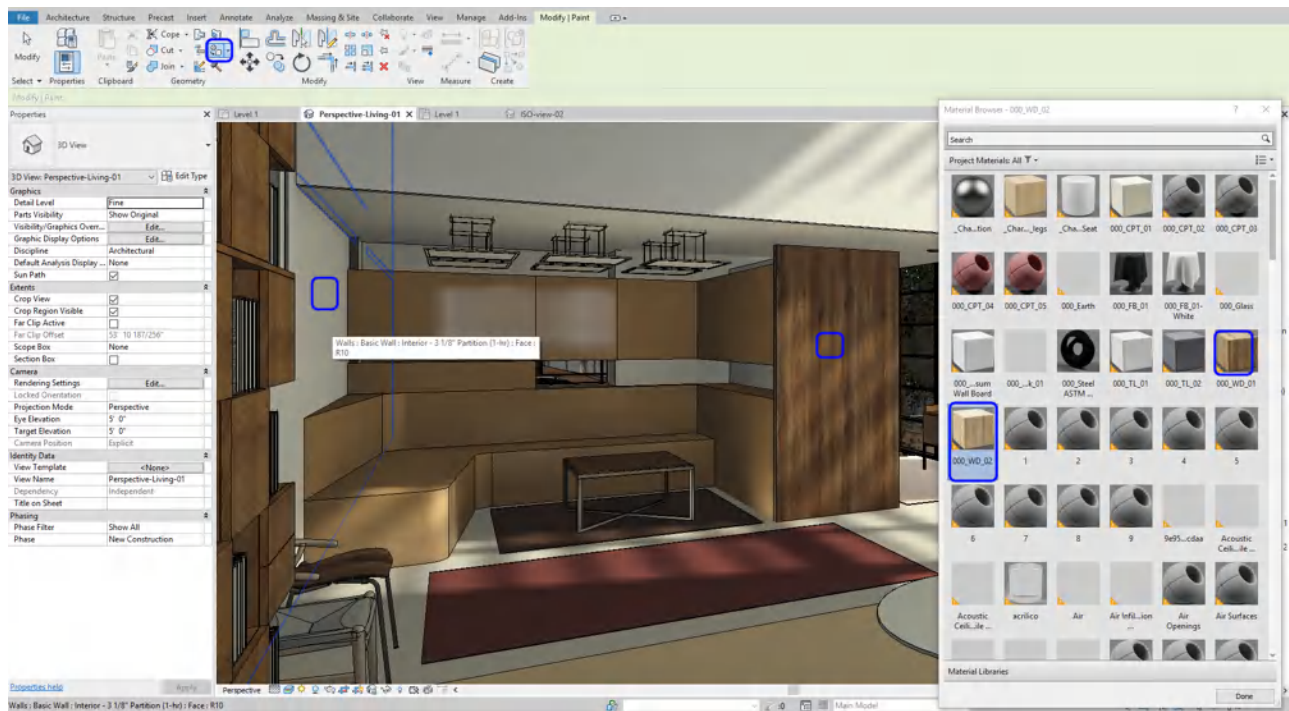 File Architecture Structure Precast Insert Annotate Analyze Massing & Site Collaborate View Manage Add-Ins Modify | Paint
Cope
Cut
Join
Modify
Paste
Select Properties Clipboard Geometry Modify View Measure Create
Modify | Paint
Properties
Level 1 Perspective-Living-01 Level 1 ISO-view-02
3D View
3D View: Perspective-Living-01 Edit Type
Graphics
Detail Level Fine
Parts Visibility Show Original
Visibility/Graphics Overr... Edit...
Graphic Display Options Edit...
Discipline Architectural
Default Analysis Display ... None
Sun Path
Extents
Crop View
Crop Region Visible
Far Clip Active
Far Clip Offset 53' 10 187/256"
Scope Box None
Section Box
Camera
Rendering Settings Edit...
Locked Orientation
Projection Mode Perspective
Eye Elevation 5' 0"
Target Elevation 5' 0"
Camera Position Explicit
Identity Data
View Template <None>
View Name Perspective-Living-01
Dependency Independent
Title on Sheet
Phasing
Phase Filter Show All
Phase New Construction
Properties help Apply
Walls : Basic Wall : Interior - 3 1/8" Partition (1-hr) : Face :
R10
Perspective
Walls : Basic Wall : Interior - 3 1/8" Partition (1-hr) : Face : R10
:0 Main Model
Material Browser - 000_WD_02
Search
Project Materials: All
_Cha...tion _Char..._legs _Cha...Seat 000_CPT_01 000_CPT_02 000_CPT_03
000_CPT_04 000_CPT_05 000_Earth 000_FB_01 000_FB_01-
White 000_Glass
000_...sum
Wall Board 000_...k_01 000_Steel
ASTM ... 000_TL_01 000_TL_02 000_WD_01
000_WD_02 1 2 3 4 5
6 7 8 9 9e95...cdaa Acoustic
Ceili...ile ...
Acoustic
Ceili...ile ... acrilico Air Air Infil...ion
... Air
Openings Air Surfaces
Material Libraries
Done